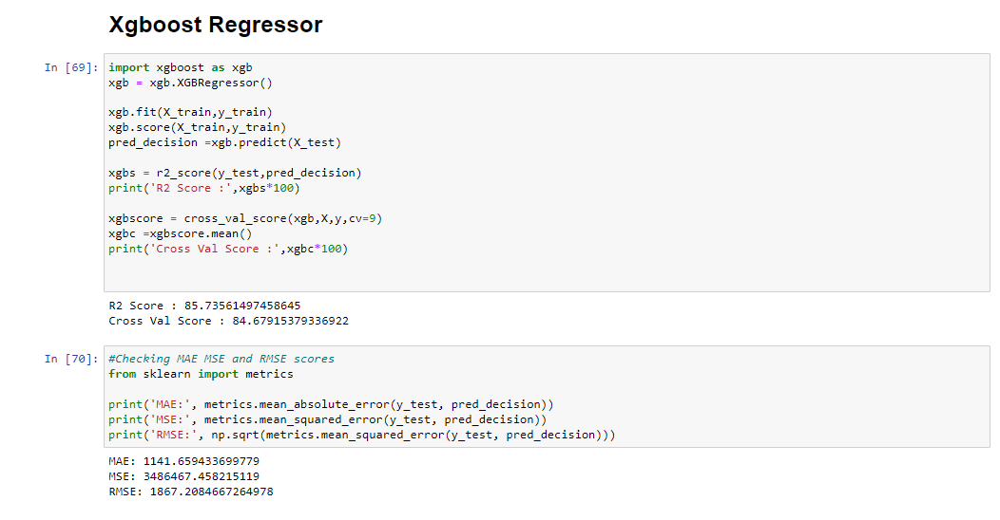 Xgboost Regressor
In [69]:
import xgboost as xgb
xgb = xgb.XGBRegressor()
xgb.fit(X_train,y_train)
xgb.score(X_train,y_train)
pred_decision =xgb.predict(X_test)
xgbs = r2_score(y_test,pred_decision)
print('R2 Score :',xgbs*100)
xgbscore = cross_val_score(xgb,X,y,cv=9)
xgbc =xgbscore.mean()
print('Cross Val Score :',xgbc*100)
R2 Score : 85.73561497458645
Cross Val Score : 84.67915379336922
In [70]:
#Checking MAE MSE and RMSE scores
from sklearn import metrics
print('MAE:', metrics.mean_absolute_error(y_test, pred_decision))
print('MSE:', metrics.mean_squared_error(y_test, pred_decision))
print('RMSE:', np.sqrt(metrics.mean_squared_error(y_test, pred_decision)))
MAE: 1141.659433699779
MSE: 3486467.458215119
RMSE: 1867.2084667264978